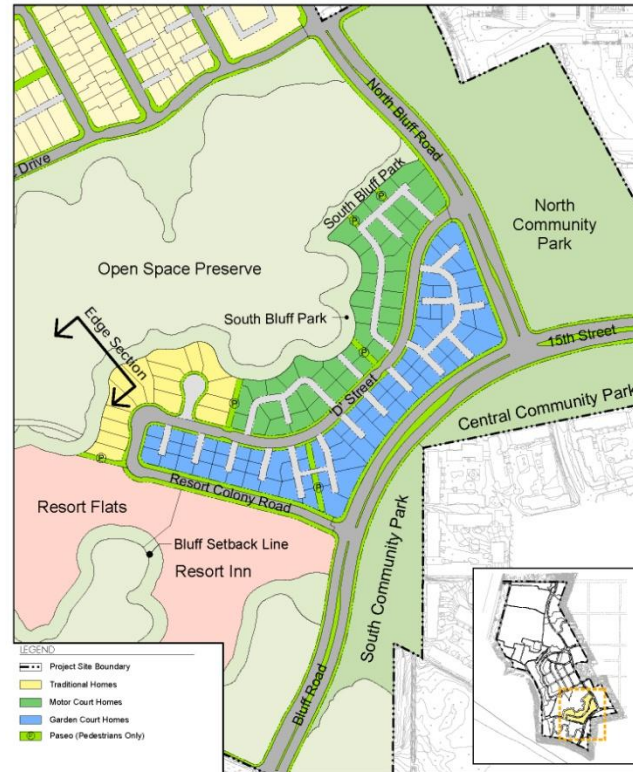 North Bluff Road
Drive
South Bluff Park
North
Community
Park
Open Space Preserve
Edge Section
South Bluff Park
15th Street
'D' Street
Central Community Park
Resort Colony Road
Resort Flats
Bluff Setback Line
Resort Inn
South Community Park
Bluff Road
P
P
P
P
P
P
LEGEND
Project Site Boundary
Traditional Homes
Motor Court Homes
Garden Court Homes
P
Paseo (Pedestrians Only)